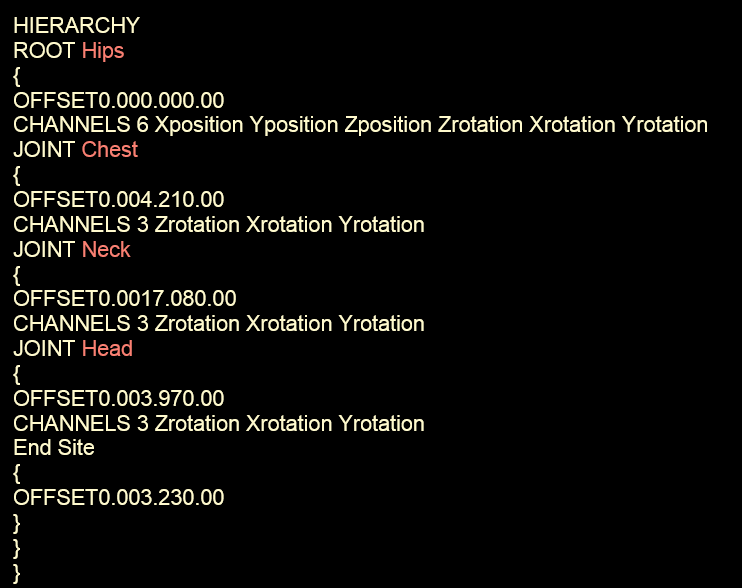 HIERARCHY
ROOT Hips
{
OFFSET0.000.000.00
CHANNELS 6 Xposition Yposition Zposition Zrotation Xrotation Yrotation
JOINT Chest
{
OFFSET0.004.210.00
CHANNELS 3 Zrotation Xrotation Yrotation
JOINT Neck
{
OFFSET0.0017.080.00
CHANNELS 3 Zrotation Xrotation Yrotation
JOINT Head
{
OFFSET0.003.970.00
CHANNELS 3 Zrotation Xrotation Yrotation
End Site
{
OFFSET0.003.230.00
}
}
}